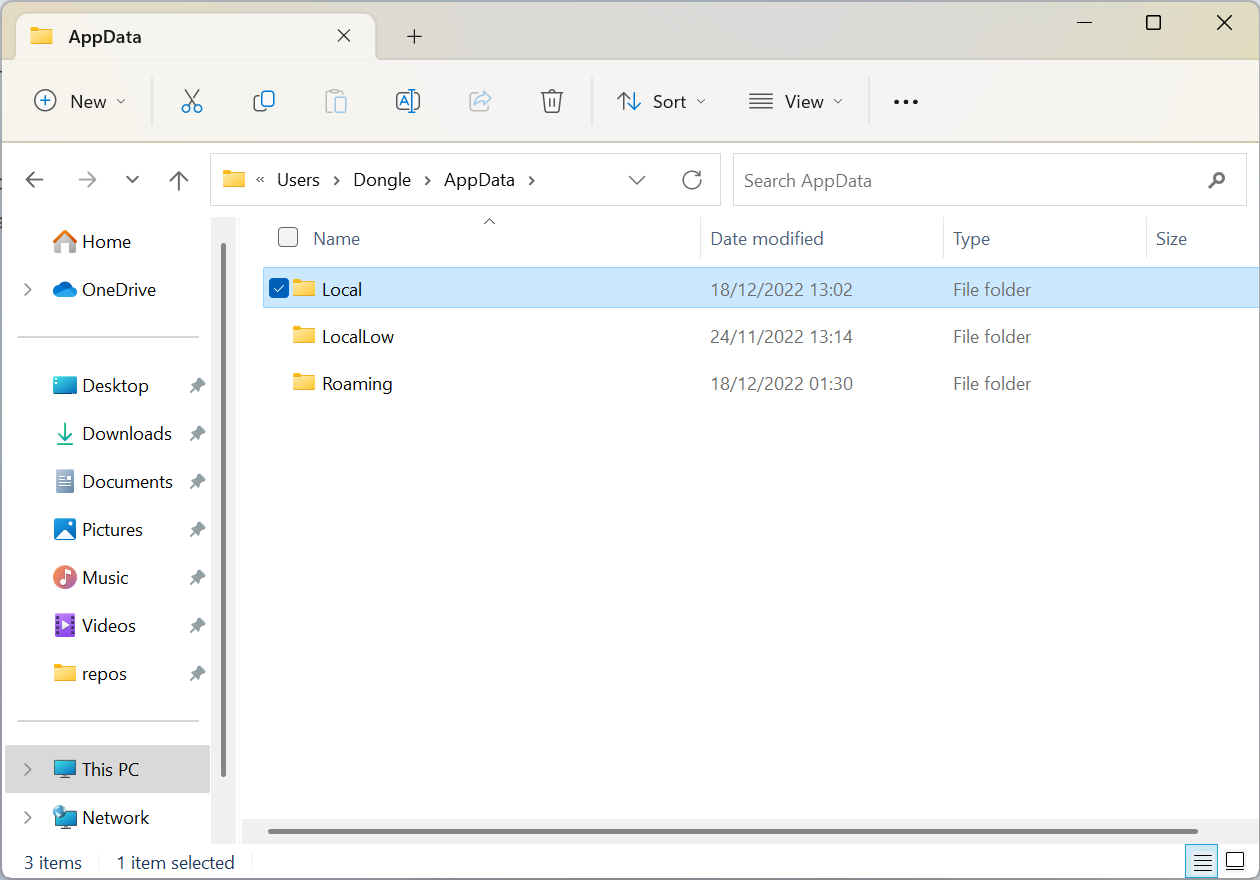 AppData
New
Sort
View
« Users > Dongle > AppData >
Search AppData
Home
OneDrive
Desktop
Downloads
Documents
Pictures
Music
Videos
repos
This PC
Network
Name Date modified Type Size
Local 18/12/2022 13:02 File folder
LocalLow 24/11/2022 13:14 File folder
Roaming 18/12/2022 01:30 File folder
3 items 1 item selected